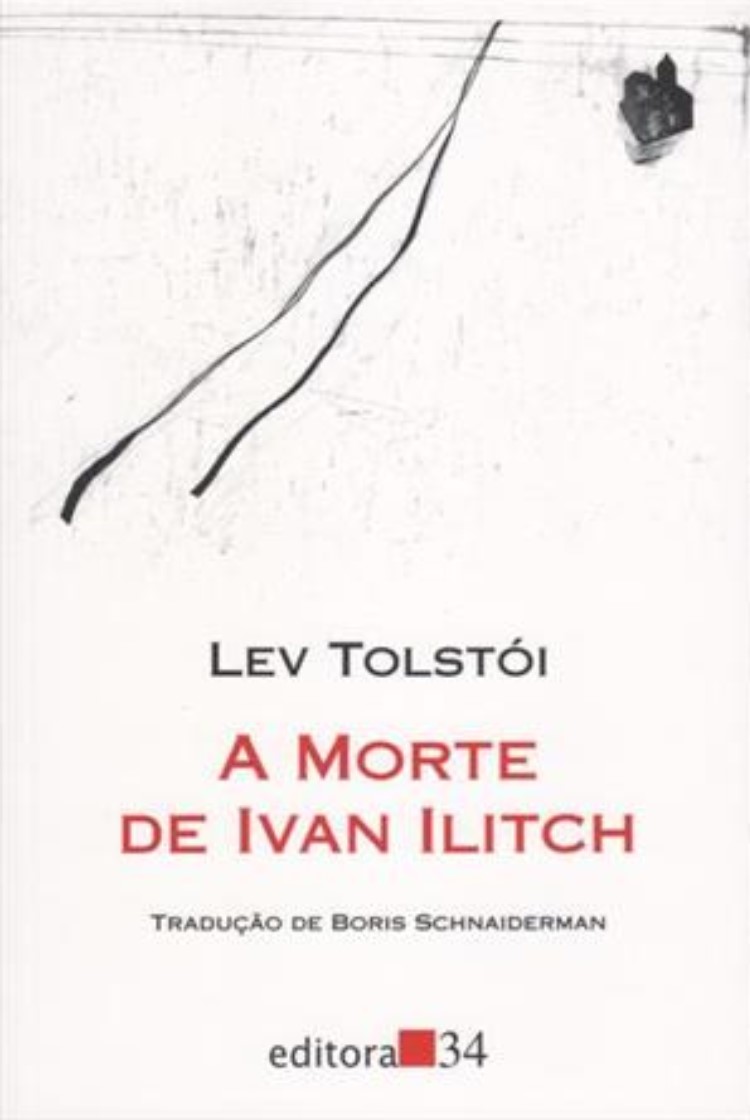 Lev Tolstói
A Morte
de Ivan Ilitch
Tradução de Boris Schnaiderman
editora 34